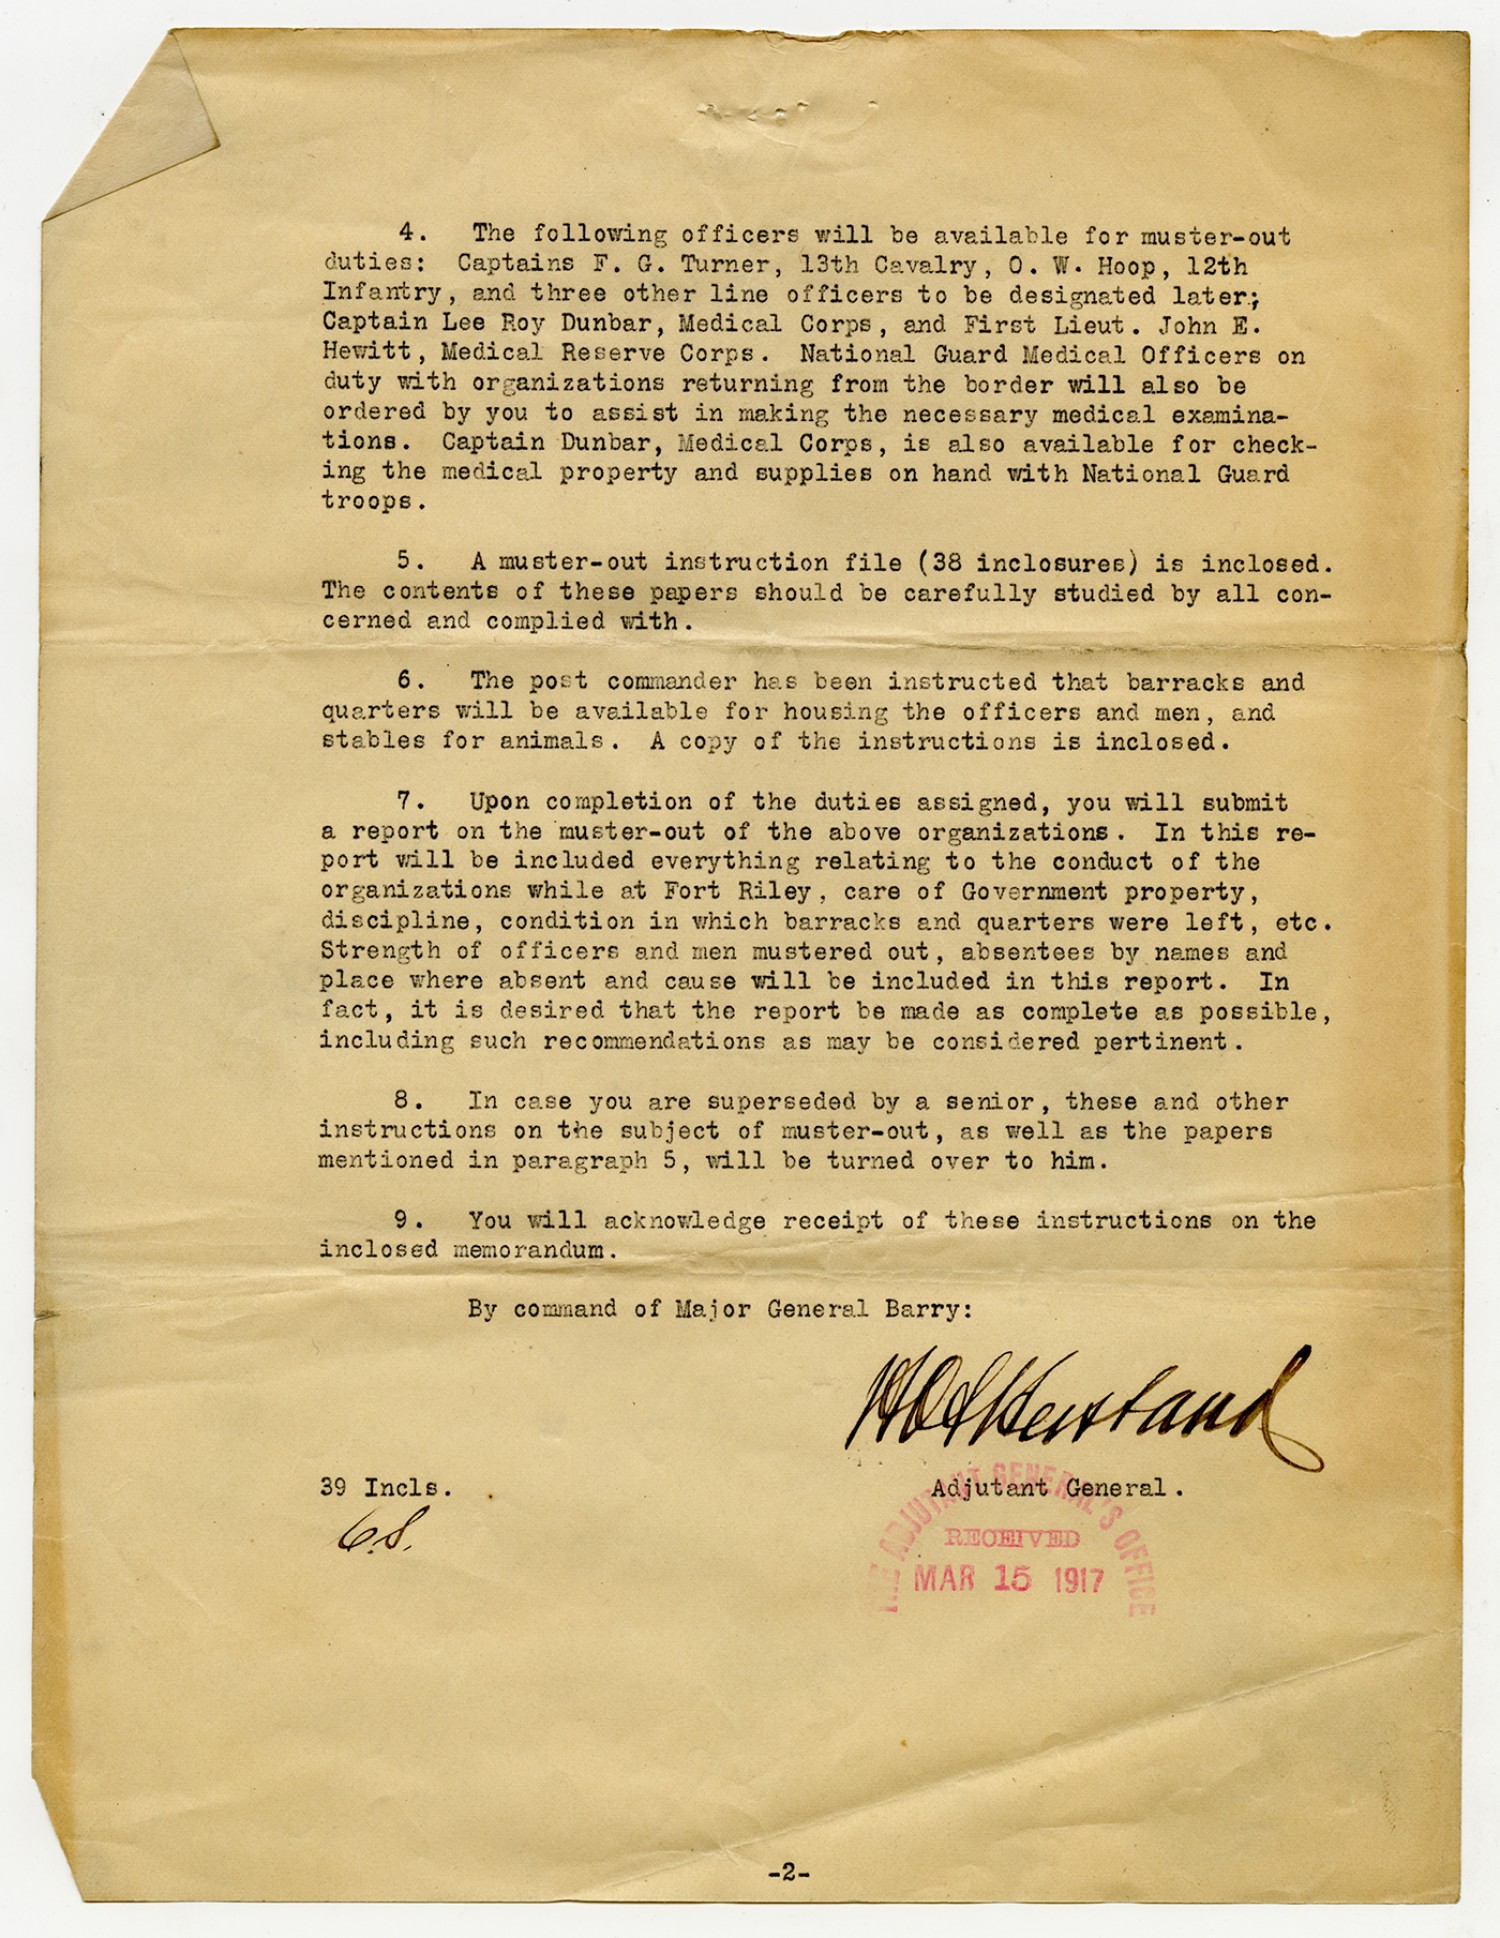 4. The following officers will be available for muster-out
duties: Captains F. G. Turner, 13th Cavalry, O. W. Hoop, 12th
Infantry, and three other line officers to be designated later;
Captain Lee Roy Dunbar, Medical Corps, and First Lieut. John E.
Hewitt, Medical Reserve Corps. National Guard Medical Officers on
duty with organizations returning from the border will also be
ordered by you to assist in making the necessary medical examina-
tions. Captain Dunbar, Medical Corps, is also available for check-
ing the medical property and supplies on hand with National Guard
troops.
5. A muster-out instruction file (38 inclosures) is inclosed.
The contents of these papers should be carefully studied by all con-
cerned and complied with.
6. The post commander has been instructed that barracks and
quarters will be available for housing the officers and men, and
stables for animals. A copy of the instructions is inclosed.
7. Upon completion of the duties assigned, you will submit
a report on the muster-out of the above organizations. In this re-
port will be included everything relating to the conduct of the
organizations while at Fort Riley, care of Government property,
discipline, condition in which barracks and quarters were left, etc.
Strength of officers and men mustered out, absentees by names and
place where absent and cause will be included in this report. In
fact, it is desired that the report be made as complete as possible,
including such recommendations as may be considered pertinent.
8. In case you are superseded by a senior, these and other
instructions on the subject of muster-out, as well as the papers
mentioned in paragraph 5, will be turned over to him.
9. You will acknowledge receipt of these instructions on the
inclosed memorandum.
By command of Major General Barry:
39 Incls.
Adjutant General.
THE ADJUTANT GENERAL'S OFFICE
RECEIVED
MAR 15 1917
-2-